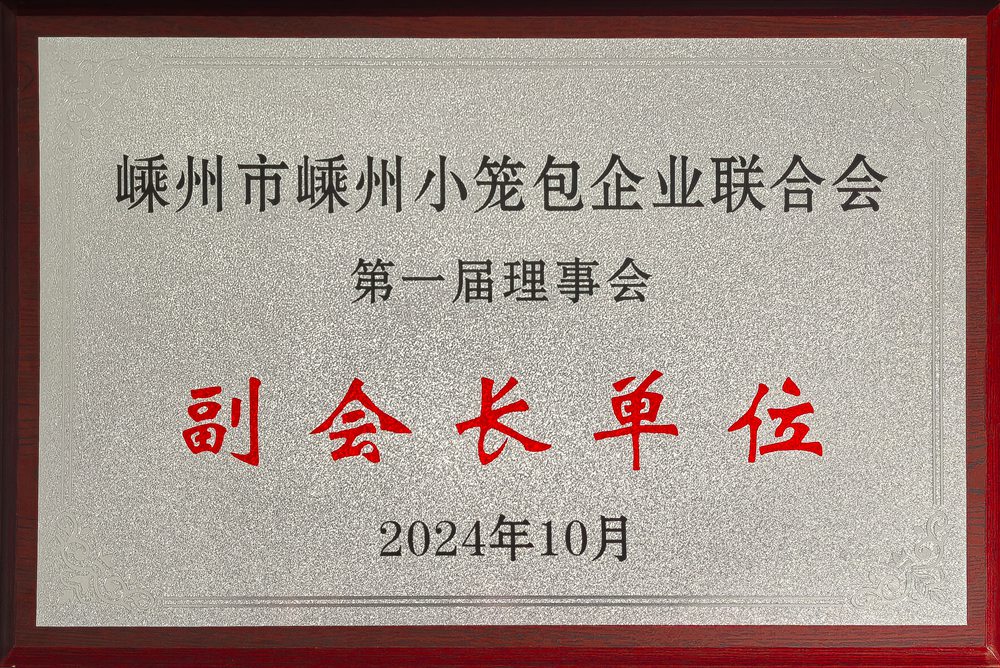 嵊州市嵊州小笼包企业联合会
第一届理事会
副会长单位
2024年10月